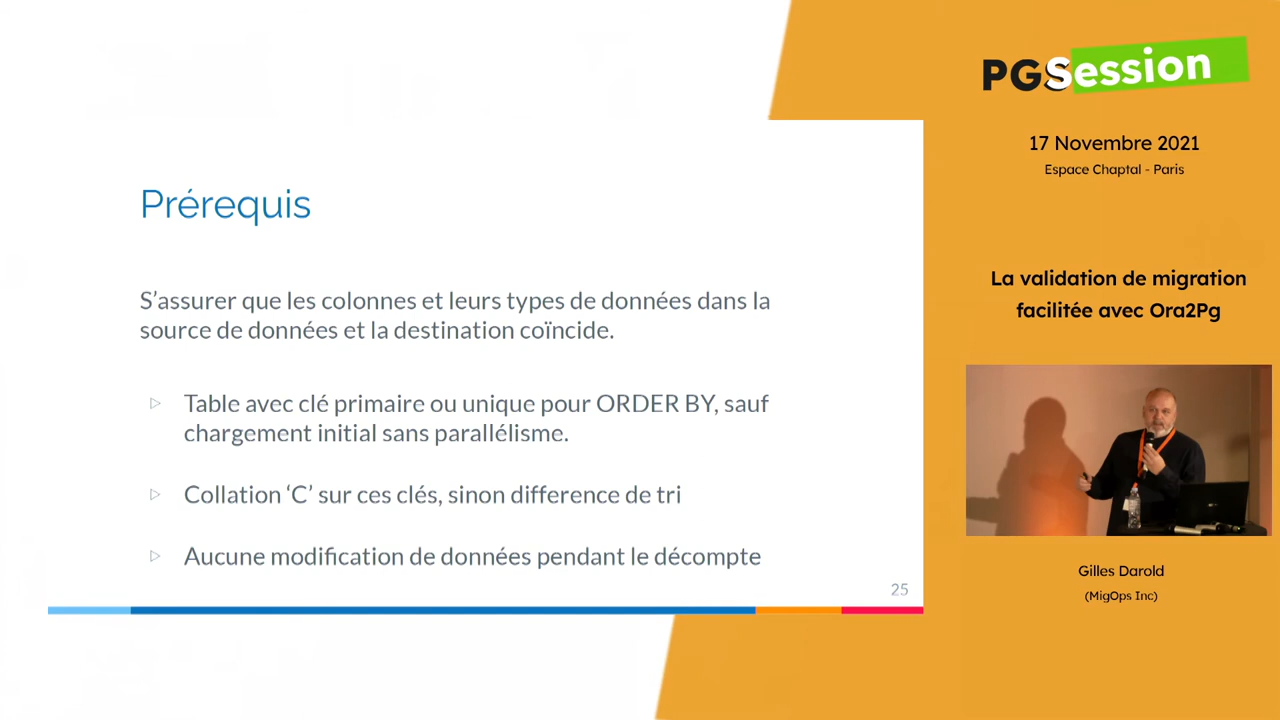 PGSession
17 Novembre 2021
Espace Chaptal - Paris
Prérequis
S’assurer que les colonnes et leurs types de données dans la
source de données et la destination coïncide.
▷ Table avec clé primaire ou unique pour ORDER BY, sauf
chargement initial sans parallélisme.
▷ Collation ‘C’ sur ces clés, sinon difference de tri
▷ Aucune modification de données pendant le décompte
25
La validation de migration
facilitée avec Ora2Pg
Gilles Darold
(MigOps Inc)